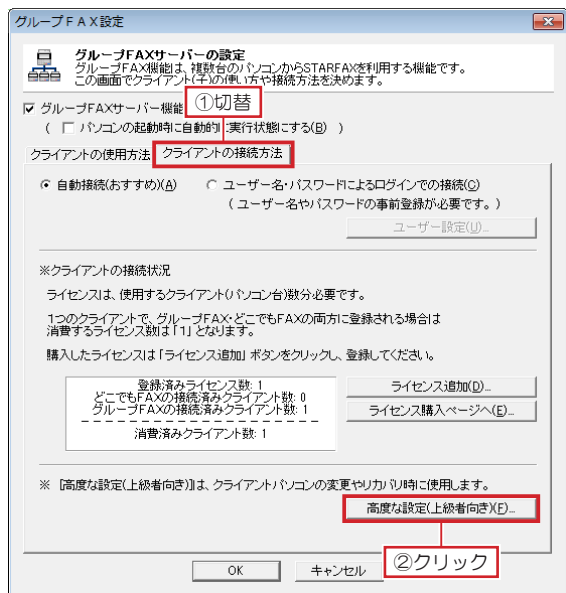 グループＦＡＸ設定
グループFAXサーバーの設定
グループFAX機能は、複数台のパソコンからSTARFAXを利用する機能です。
この画面でクライアント(子)の使い方や接続方法を決めます。
グループFAXサーバー機能
①切替
( パソコンの起動時に自動的に実行状態にする(B) )
クライアントの使用方法 クライアントの接続方法
自動接続(おすすめ)(A) ユーザー名・パスワードによるログインでの接続(C)
(ユーザー名やパスワードの事前登録が必要です。)
ユーザー設定(U)...
※クライアントの接続状況
ライセンスは、使用するクライアント(パソコン台)数分必要です。
1つのクライアントで、グループFAX・どこでもFAXの両方に登録される場合は
消費するライセンス数は「1」となります。
購入したライセンスは「ライセンス追加」ボタンをクリックし、登録してください。
登録済みライセンス数: 1
どこでもFAXの接続済みクライアント数: 0
グループFAXの接続済みクライアント数: 1
消費済みクライアント数: 1
ライセンス追加(D)...
ライセンス購入ページへ(E)...
※ [高度な設定(上級者向き)]は、クライアントパソコンの変更やリカバリ時に使用します。
高度な設定(上級者向き)(F)...
②クリック
OK キャンセル